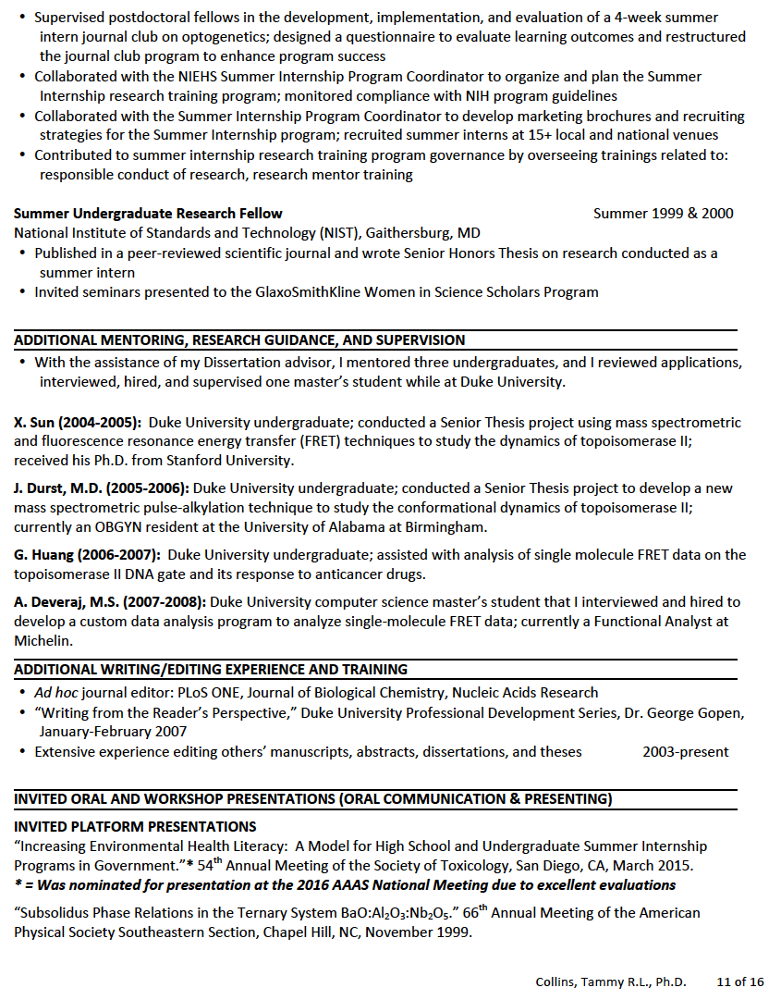 • Supervised postdoctoral fellows in the development, implementation, and evaluation of a 4-week summer
intern journal club on optogenetics; designed a questionnaire to evaluate learning outcomes and restructured
the journal club program to enhance program success
• Collaborated with the NIEHS Summer Internship Program Coordinator to organize and plan the Summer
Internship research training program; monitored compliance with NIH program guidelines
• Collaborated with the Summer Internship Program Coordinator to develop marketing brochures and recruiting
strategies for the Summer Internship program; recruited summer interns at 15+ local and national venues
• Contributed to summer internship research training program governance by overseeing trainings related to:
responsible conduct of research, research mentor training
Summer Undergraduate Research Fellow Summer 1999 & 2000
National Institute of Standards and Technology (NIST), Gaithersburg, MD
• Published in a peer-reviewed scientific journal and wrote Senior Honors Thesis on research conducted as a
summer intern
• Invited seminars presented to the GlaxoSmithKline Women in Science Scholars Program
ADDITIONAL MENTORING, RESEARCH GUIDANCE, AND SUPERVISION
• With the assistance of my Dissertation advisor, I mentored three undergraduates, and I reviewed applications,
interviewed, hired, and supervised one master's student while at Duke University.
X. Sun (2004-2005): Duke University undergraduate; conducted a Senior Thesis project using mass spectrometric
and fluorescence resonance energy transfer (FRET) techniques to study the dynamics of topoisomerase II;
received his Ph.D. from Stanford University.
J. Durst, M.D. (2005-2006): Duke University undergraduate; conducted a Senior Thesis project to develop a new
mass spectrometric pulse-alkylation technique to study the conformational dynamics of topoisomerase II;
currently an OBGYN resident at the University of Alabama at Birmingham.
G. Huang (2006-2007): Duke University undergraduate; assisted with analysis of single molecule FRET data on the
topoisomerase II DNA gate and its response to anticancer drugs.
A. Deveraj, M.S. (2007-2008): Duke University computer science master's student that I interviewed and hired to
develop a custom data analysis program to analyze single-molecule FRET data; currently a Functional Analyst at
Michelin.
ADDITIONAL WRITING/EDITING EXPERIENCE AND TRAINING
• Ad hoc journal editor: PLoS ONE, Journal of Biological Chemistry, Nucleic Acids Research
• “Writing from the Reader's Perspective,” Duke University Professional Development Series, Dr. George Gopen,
January-February 2007
• Extensive experience editing others' manuscripts, abstracts, dissertations, and theses 2003-present
INVITED ORAL AND WORKSHOP PRESENTATIONS (ORAL COMMUNICATION & PRESENTING)
INVITED PLATFORM PRESENTATIONS
“Increasing Environmental Health Literacy: A Model for High School and Undergraduate Summer Internship
Programs in Government.”* 54th Annual Meeting of the Society of Toxicology, San Diego, CA, March 2015.
* = Was nominated for presentation at the 2016 AAAS National Meeting due to excellent evaluations
“Subsolidus Phase Relations in the Ternary System BaO:Al₂O₃:Nb₂O₅.” 66th Annual Meeting of the American
Physical Society Southeastern Section, Chapel Hill, NC, November 1999.
Collins, Tammy R.L., Ph.D. 11 of 16